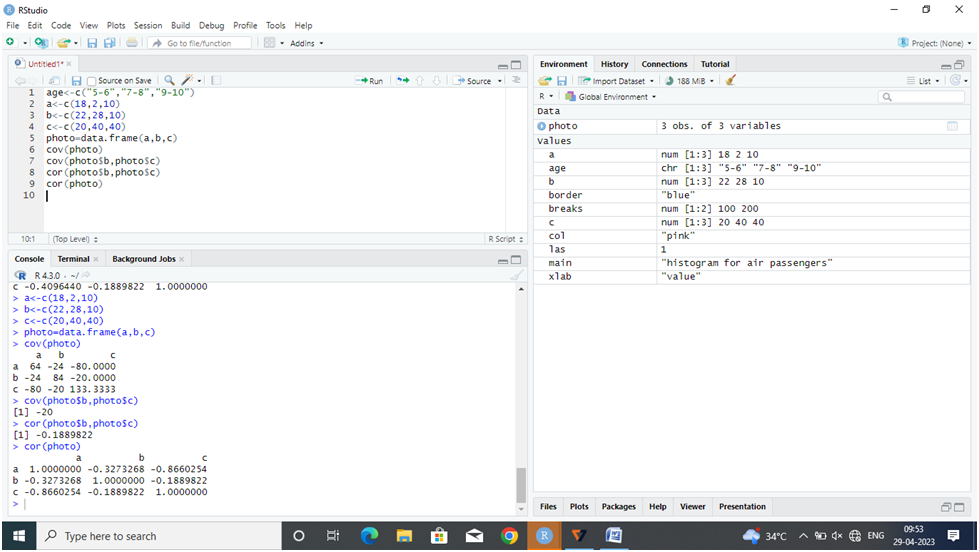 RStudio
File Edit Code View Plots Session Build Debug Profile Tools Help
Go to file/function Addins Project: (None)
Untitled1*
Source on Save Run Source
1 age<-c("5-6","7-8","9-10")
2 a<-c(18,2,10)
3 b<-c(22,28,10)
4 c<-c(20,40,40)
5 photo=data.frame(a,b,c)
6 cov(photo)
7 cov(photo$b,photo$c)
8 cor(photo$b,photo$c)
9 cor(photo)
10
10:1 (Top Level) R Script
Console Terminal Background Jobs
R 4.3.0 · ~/
c -0.4096440 -0.1889822 1.0000000
> a<-c(18,2,10)
> b<-c(22,28,10)
> c<-c(20,40,40)
> photo=data.frame(a,b,c)
> cov(photo)
a b c
a 64 -24 -80.0000
b -24 84 -20.0000
c -80 -20 133.3333
> cov(photo$b,photo$c)
[1] -20
> cor(photo$b,photo$c)
[1] -0.1889822
> cor(photo)
a b c
a 1.0000000 -0.3273268 -0.8660254
b -0.3273268 1.0000000 -0.1889822
c -0.8660254 -0.1889822 1.0000000
>
Environment History Connections Tutorial
Import Dataset 188 MiB List
R Global Environment
Data
photo 3 obs. of 3 variables
Values
a num [1:3] 18 2 10
age chr [1:3] "5-6" "7-8" "9-10"
b num [1:3] 22 28 10
border "blue"
breaks num [1:2] 100 200
c num [1:3] 20 40 40
col "pink"
las 1
main "histogram for air passengers"
xlab "value"
Files Plots Packages Help Viewer Presentation
Type here to search
34°C ENG 09:53
29-04-2023